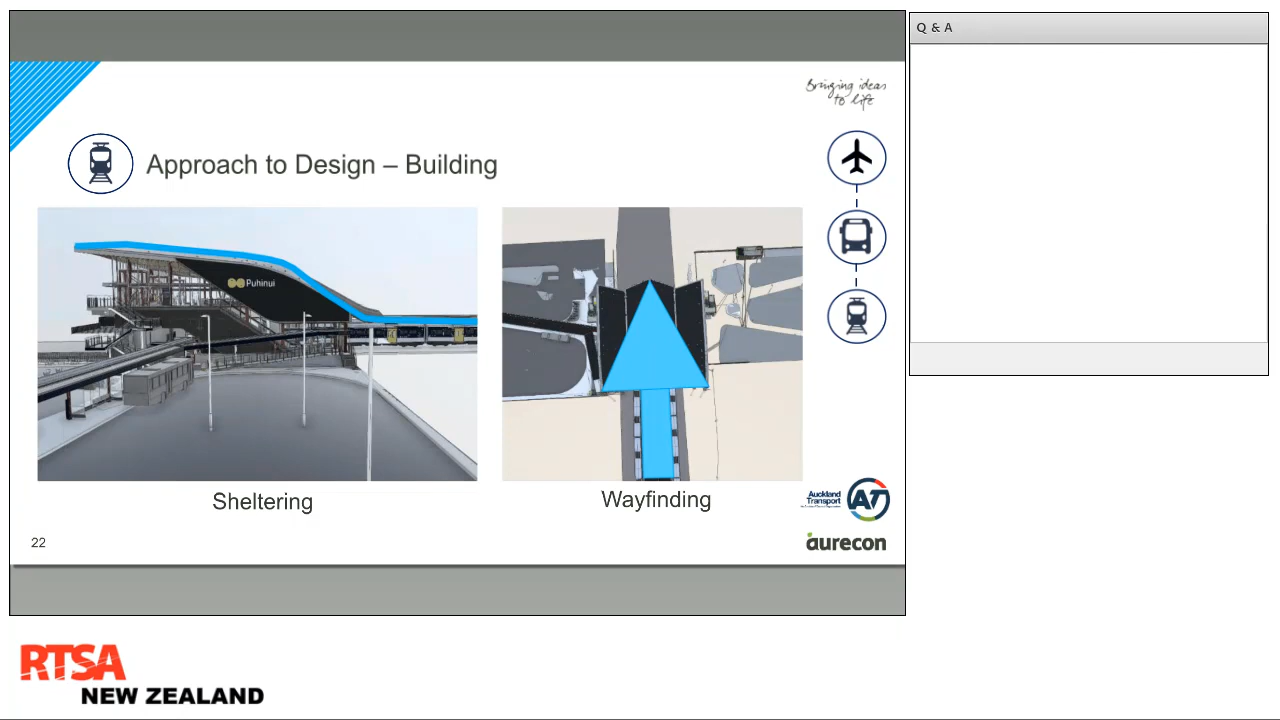 Q & A
Bringing ideas
to life
Approach to Design – Building
Puhinui
Sheltering
Wayfinding
Auckland
Transport
AT
22
aurecon
RTSA
NEW ZEALAND